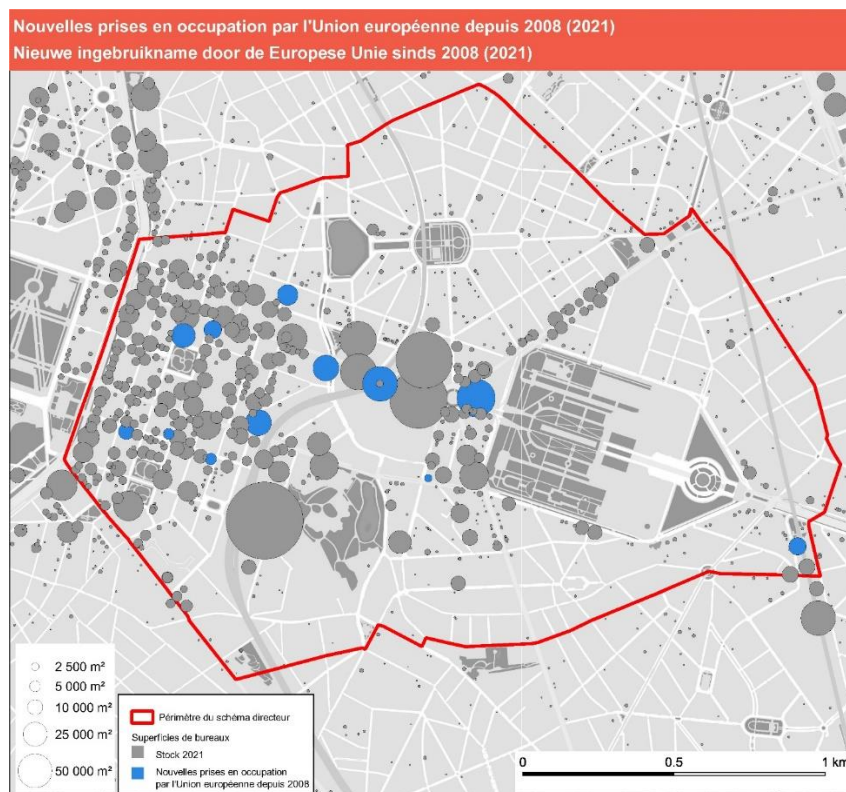 Nouvelles prises en occupation par l'Union européenne depuis 2008 (2021)
Nieuwe ingebruikname door de Europese Unie sinds 2008 (2021)
2 500 m²
5 000 m²
10 000 m²
25 000 m²
50 000 m²
Périmètre du schéma directeur
Superficies de bureaux
Stock 2021
Nouvelles prises en occupation
par l'Union européenne depuis 2008
0
0.5
1 km